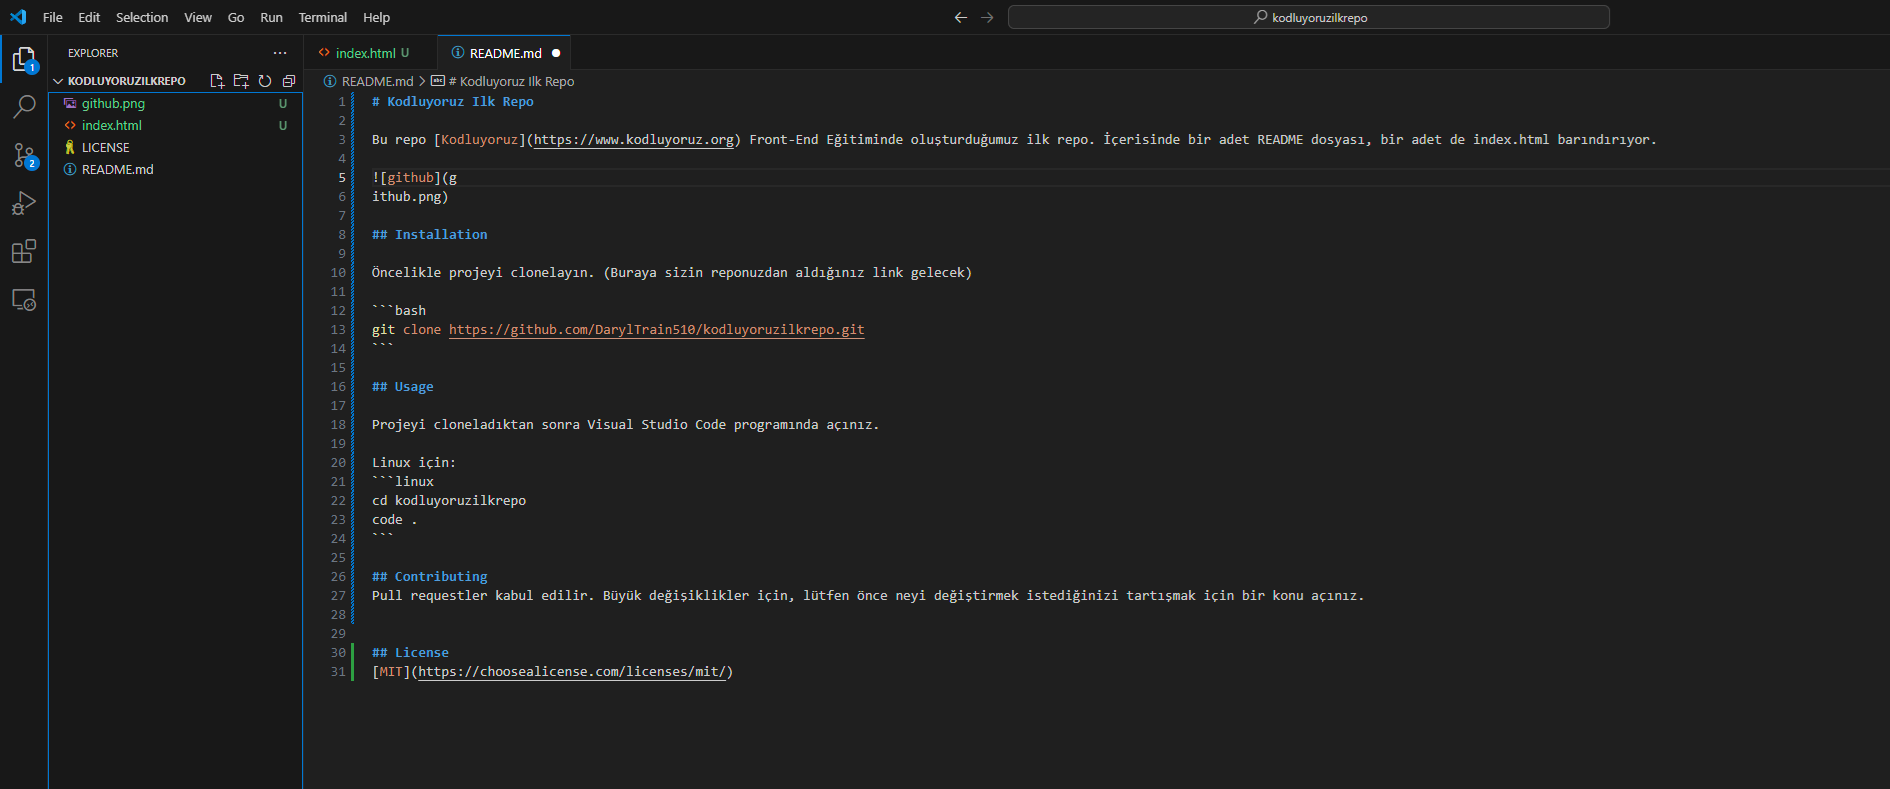 File Edit Selection View Go Run Terminal Help
kodluyoruzilkrepo
EXPLORER
index.html U
README.md
KODLUYORUZILKREPO
README.md > # Kodluyoruz Ilk Repo
github.png U
index.html U
LICENSE
README.md
1
2
1 # Kodluyoruz Ilk Repo
2
3 Bu repo [Kodluyoruz](https://www.kodluyoruz.org) Front-End Eğitiminde oluşturduğumuz ilk repo. İçerisinde bir adet README dosyası, bir adet de index.html barındırıyor.
4
5 ![github](g
6 ithub.png)
7
8 ## Installation
9
10 Öncelikle projeyi clonelayın. (Buraya sizin reponuzdan aldığınız link gelecek)
11
12 ```bash
13 git clone https://github.com/DarylTrain510/kodluyoruzilkrepo.git
14 ```
15
16 ## Usage
17
18 Projeyi cloneladıktan sonra Visual Studio Code programında açınız.
19
20 Linux için:
21 ```linux
22 cd kodluyoruzilkrepo
23 code .
24 ```
25
26 ## Contributing
27 Pull requestler kabul edilir. Büyük değişiklikler için, lütfen önce neyi değiştirmek istediğinizi tartışmak için bir konu açınız.
28
29
30 ## License
31 [MIT](https://choosealicense.com/licenses/mit/)